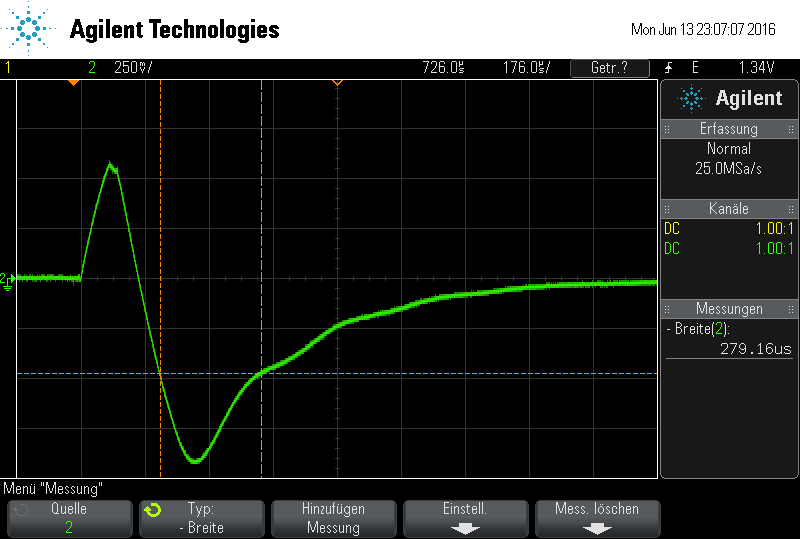 Agilent Technologies
Mon Jun 13 23:07:07 2016
1 2 250mV/ 726.0us 176.0us/ Getr.? E 1.34V
Agilent
Erfassung
Normal
25.0MSa/s
Kanäle
DC 1.00:1
DC 1.00:1
Messungen
- Breite(2):
279.16us
2
Menü "Messung"
Quelle
2
Typ:
- Breite
Hinzufügen
Messung
Einstell.
Mess. löschen